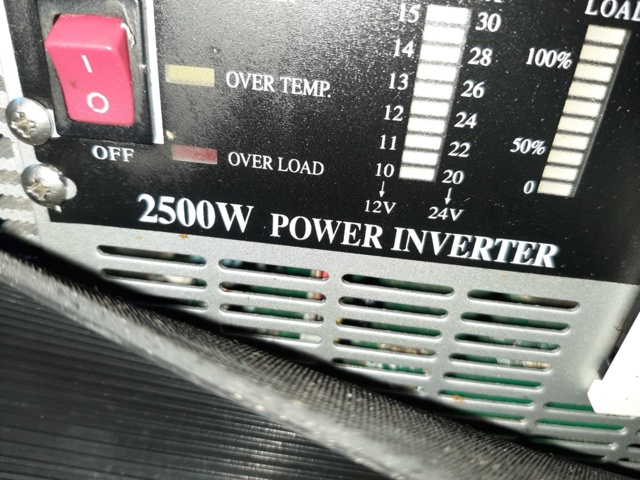 LOAD
15 30
14 28
13 26
12 24
11 22
10 20
12V 24V
100%
50%
0
I
O
OFF
OVER TEMP.
OVER LOAD
2500W POWER INVERTER